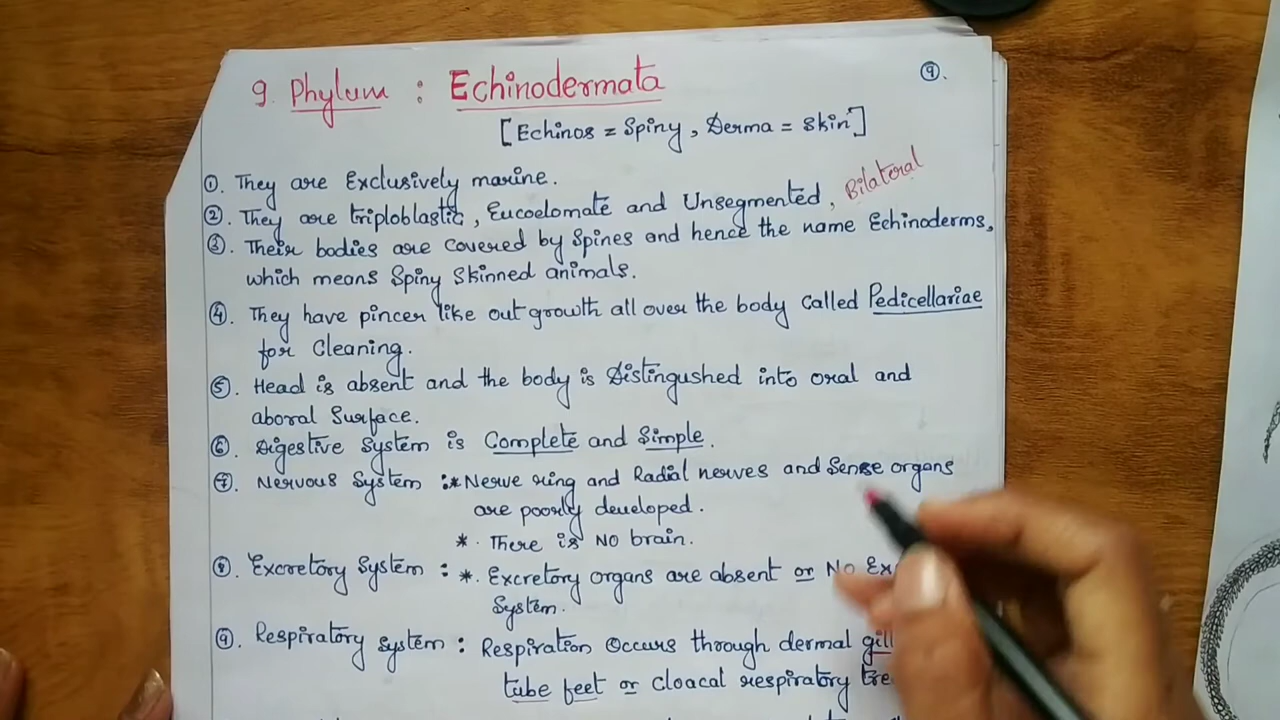 9. Phylum : Echinodermata
9.
[Echinos = Spiny, Derma = Skin]
1. They are Exclusively marine.
2. They are triploblastic, Eucoelomate and Unsegmented, Bilateral
3. Their bodies are covered by Spines and hence the name Echinoderms,
which means Spiny Skinned animals.
4. They have pincer like out growth all over the body called Pedicellariae
for Cleaning.
5. Head is absent and the body is Distingushed into oral and
aboral Surface.
6. Digestive System is Complete and Simple.
7. Nervous System :* Nerve ring and Radial nerves and Sense organs
are poorly developed.
*. There is NO brain.
8. Excretory System : *. Excretory organs are absent or No
System.
9. Respiratory System : Respiration Occurs through dermal
tube feet or cloacal respiratory